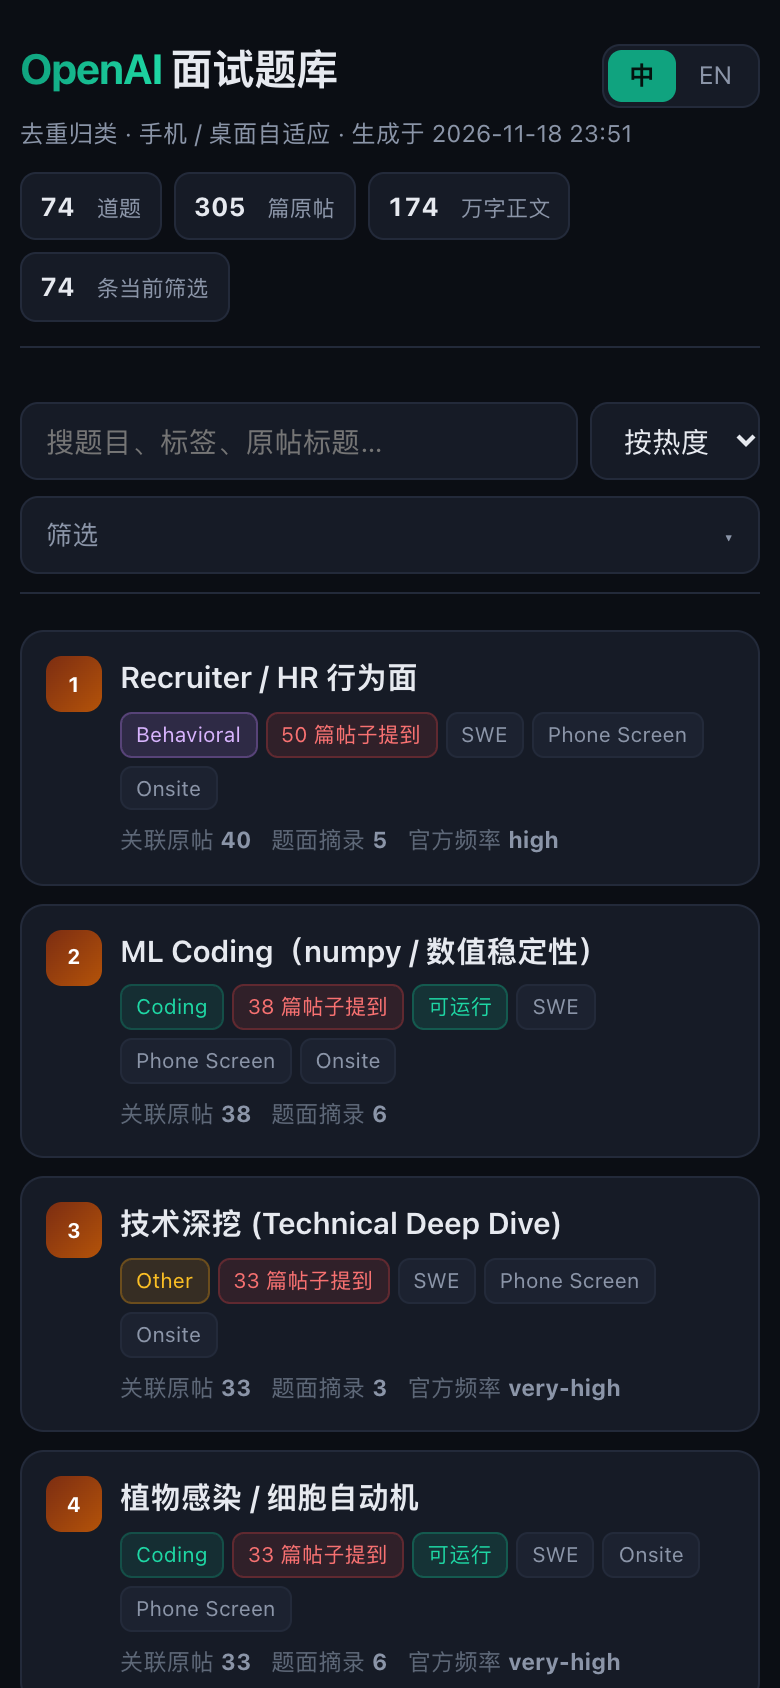 OpenAI 面试题库
中 EN
去重归类 · 手机 / 桌面自适应 · 生成于 2026-11-18 23:51
74 道题 305 篇原帖 174 万字正文
74 条当前筛选
搜题目、标签、原帖标题… 按热度
筛选
1 Recruiter / HR 行为面
Behavioral 50 篇帖子提到 SWE Phone Screen
Onsite
关联原帖 40 题面摘录 5 官方频率 high
2 ML Coding（numpy / 数值稳定性）
Coding 38 篇帖子提到 可运行 SWE
Phone Screen Onsite
关联原帖 38 题面摘录 6
3 技术深挖 (Technical Deep Dive)
Other 33 篇帖子提到 SWE Phone Screen
Onsite
关联原帖 33 题面摘录 3 官方频率 very-high
4 植物感染 / 细胞自动机
Coding 33 篇帖子提到 可运行 SWE Onsite
Phone Screen
关联原帖 33 题面摘录 6 官方频率 very-high